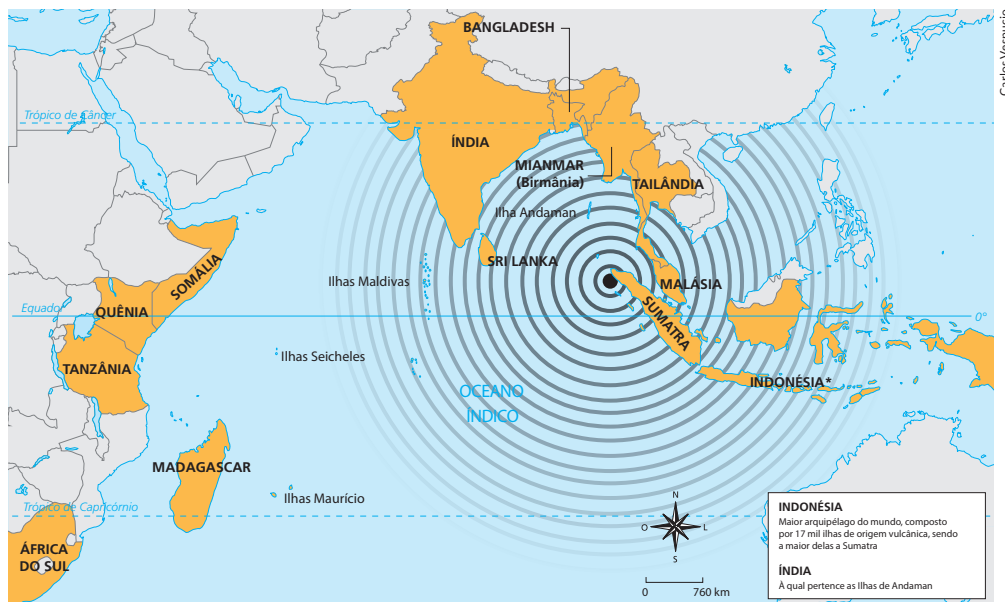 Carlos Vespucio
BANGLADESH
Trópico de Câncer
ÍNDIA
MIANMAR
(Birmânia)
TAILÂNDIA
Ilha Andaman
SRI LANKA
SOMÁLIA
Ilhas Maldivas
MALÁSIA
QUÊNIA
Equador
0°
SUMATRA
Ilhas Seicheles
TANZÂNIA
INDONÉSIA*
OCEANO
ÍNDICO
MADAGASCAR
Ilhas Maurício
Trópico de Capricórnio
N
O
L
S
ÁFRICA
DO SUL
0
760 km
INDONÉSIA
Maior arquipélago do mundo, composto
por 17 mil ilhas de origem vulcânica, sendo
a maior delas a Sumatra
ÍNDIA
À qual pertence as Ilhas de Andaman